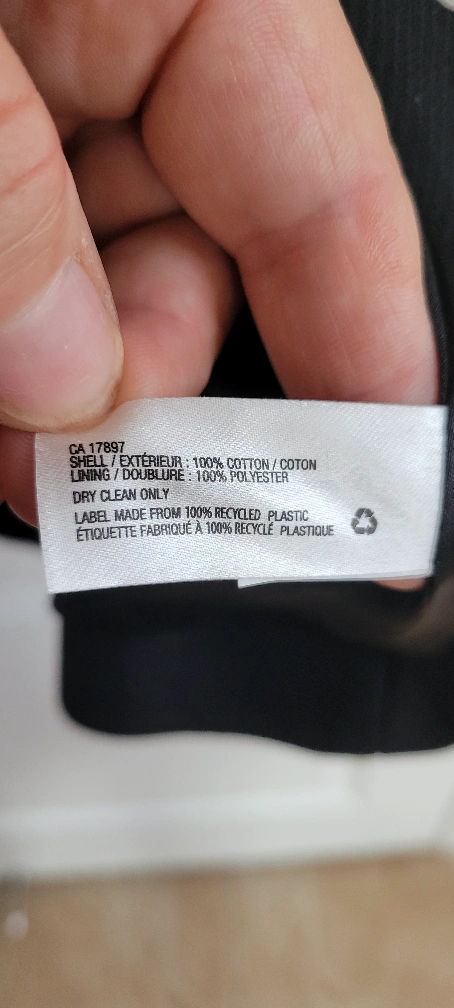 CA 17897
SHELL / EXTÉRIEUR : 100% COTTON / COTON
LINING / DOUBLURE : 100% POLYESTER
DRY CLEAN ONLY
LABEL MADE FROM 100% RECYCLED PLASTIC
ÉTIQUETTE FABRIQUÉ À 100% RECYCLÉ PLASTIQUE